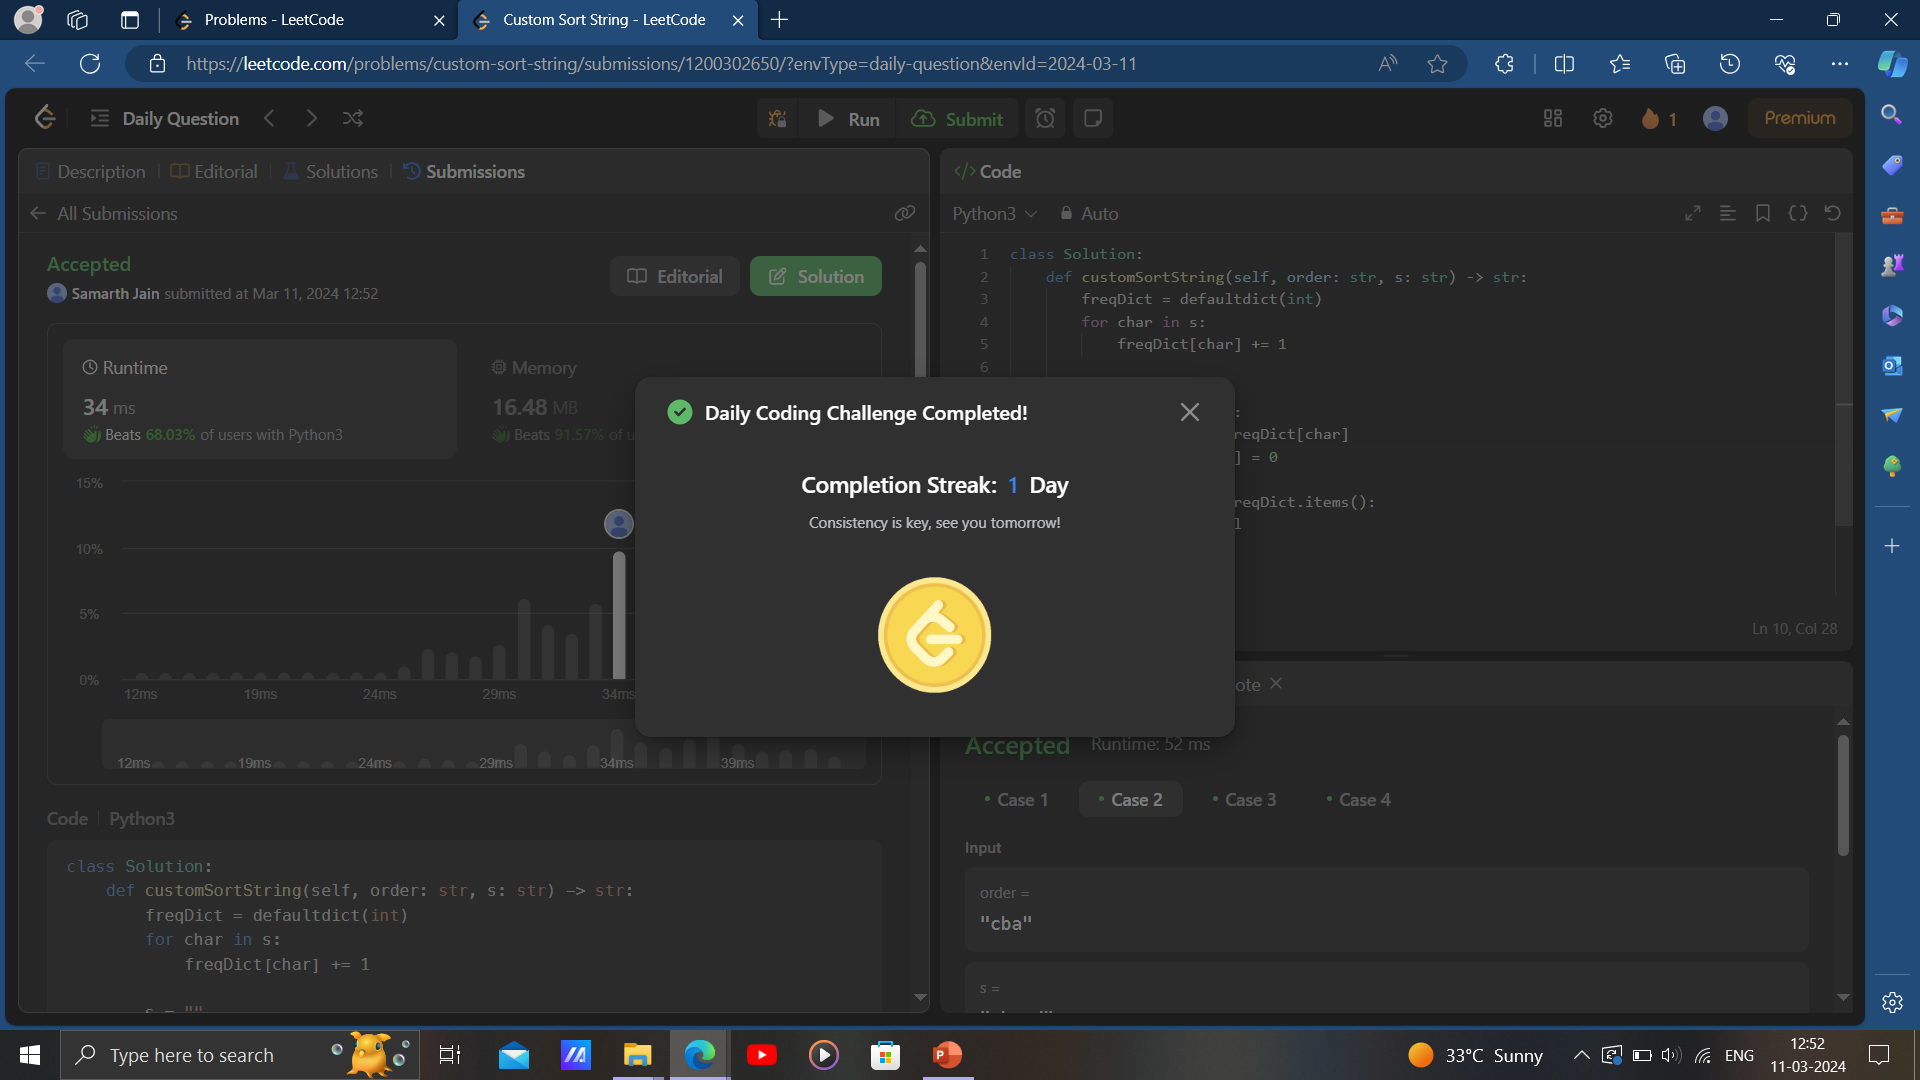 Problems - LeetCode
Custom Sort String - LeetCode
https://leetcode.com/problems/custom-sort-string/submissions/1200302650/?envType=daily-question&envId=2024-03-11
Daily Question
Run
Submit
1
Premium
Description
Editorial
Solutions
Submissions
All Submissions
Accepted
Samarth Jain submitted at Mar 11, 2024 12:52
Editorial
Solution
Runtime
34 ms
Beats 68.03% of users with Python3
Memory
16.48 MB
Beats 91.57% of u
15%
10%
5%
0%
12ms
19ms
24ms
29ms
34ms
12ms
19ms
24ms
29ms
34ms
39ms
Code
Python3
class Solution:
def customSortString(self, order: str, s: str) -> str:
freqDict = defaultdict(int)
for char in s:
freqDict[char] += 1
s = ""
Daily Coding Challenge Completed!
Completion Streak: 1 Day
Consistency is key, see you tomorrow!
</> Code
Python3
Auto
1 class Solution:
2 def customSortString(self, order: str, s: str) -> str:
3 freqDict = defaultdict(int)
4 for char in s:
5 freqDict[char] += 1
6
:
reqDict[char]
] = 0
reqDict.items():
l
Ln 10, Col 28
ote
Accepted
Runtime: 52 ms
Case 1
Case 2
Case 3
Case 4
Input
order =
"cba"
s =
Type here to search
33°C Sunny
ENG
12:52
11-03-2024